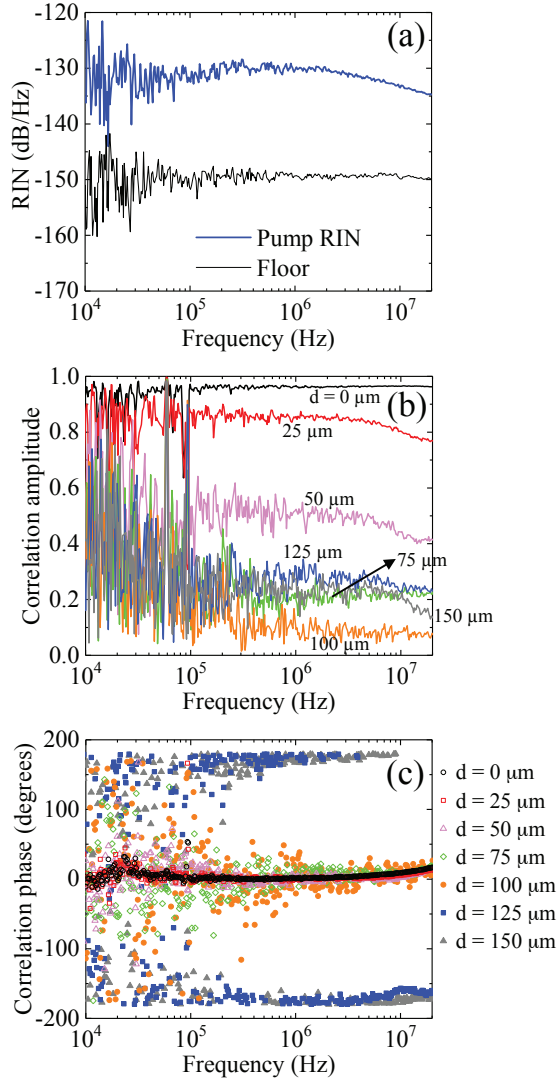 (a)
-120
-130
-140
-150
-160
-170
RIN (dB/Hz)
Pump RIN
Floor
10^4 10^5 10^6 10^7
Frequency (Hz)
(b)
1.0
0.8
0.6
0.4
0.2
0.0
Correlation amplitude
d = 0 µm
25 µm
50 µm
125 µm
75 µm
150 µm
100 µm
10^4 10^5 10^6 10^7
Frequency (Hz)
(c)
200
100
0
-100
-200
Correlation phase (degrees)
d = 0 µm
d = 25 µm
d = 50 µm
d = 75 µm
d = 100 µm
d = 125 µm
d = 150 µm
10^4 10^5 10^6 10^7
Frequency (Hz)